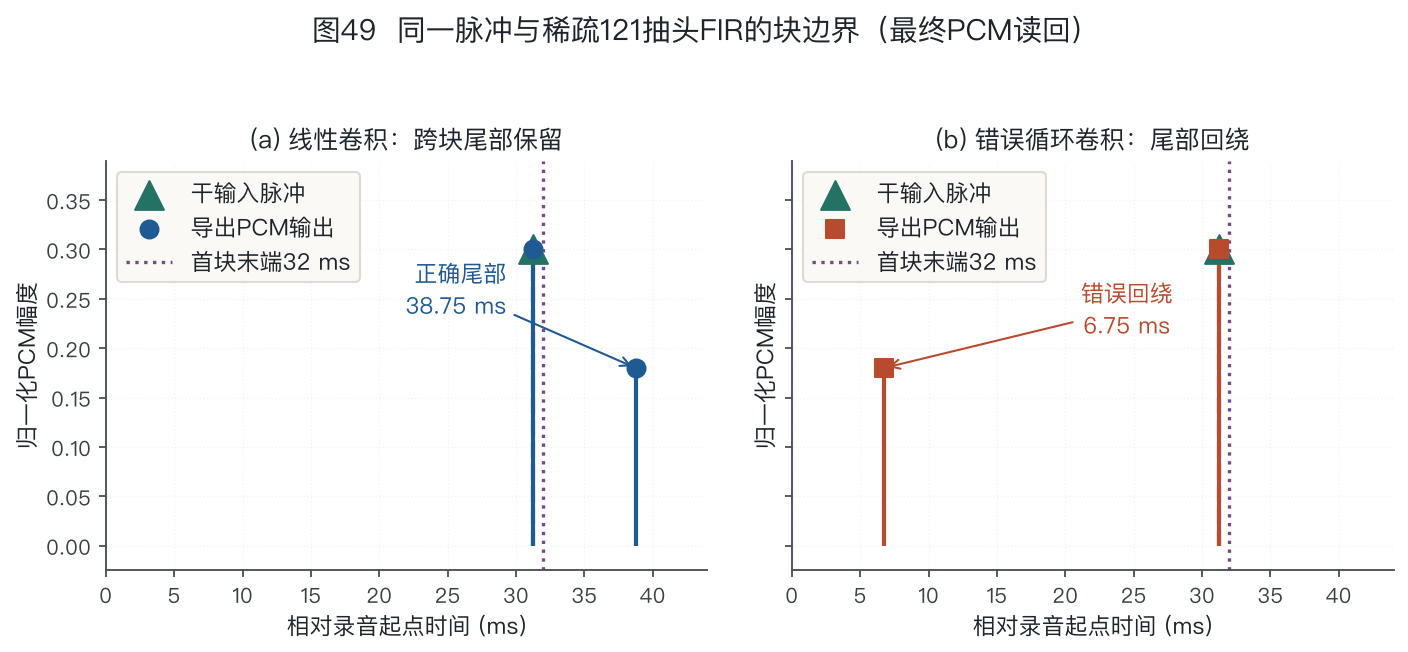 图49 同一脉冲与稀疏121抽头FIR的块边界（最终PCM读回）
(a) 线性卷积：跨块尾部保留
干输入脉冲
导出PCM输出
首块末端32 ms
正确尾部
38.75 ms
归一化PCM幅度
0.35
0.30
0.25
0.20
0.15
0.10
0.05
0.00
0 5 10 15 20 25 30 35 40
相对录音起点时间 (ms)
(b) 错误循环卷积：尾部回绕
干输入脉冲
导出PCM输出
首块末端32 ms
错误回绕
6.75 ms
归一化PCM幅度
0 5 10 15 20 25 30 35 40
相对录音起点时间 (ms)